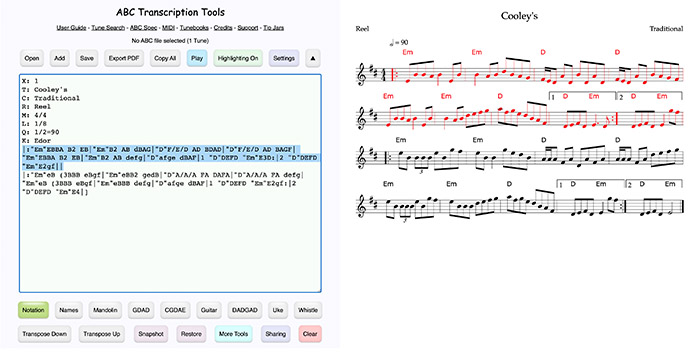 ABC Transcription Tools
User Guide - Tune Search - ABC Spec - MIDI - Tunebooks - Credits - Support - Tip Jars
No ABC file selected (1 Tune)
Open Add Save Export PDF Copy All Play Highlighting On Settings ▲
X: 1
T: Cooley's
C: Traditional
R: Reel
M: 4/4
L: 1/8
Q: 1/2=90
K: Edor
|:"Em"EBBA B2 EB|"Em"B2 AB dBAG|"D"F/E/D AD BDAD|"D"F/E/D AD BAGF|
"Em"EBBA B2 EB|"Em"B2 AB defg|"D"afge dBAF|1 "D"DEFD "Em"E3D:|2 "D"DEFD
"Em"E2gf||
|:"Em"eB (3BBB eBgf|"Em"eBB2 gedB|"D"A/A/A FA DAFA|"D"A/A/A FA defg|
"Em"eB (3BBB eBgf|"Em"eBBB defg|"D"afge dBAF|1 "D"DEFD "Em"E2gf:|2
"D"DEFD "Em"E4|]
Notation Names Mandolin GDAD CGDAE Guitar DADGAD Uke Whistle
Transpose Down Transpose Up Snapshot Restore More Tools Sharing Clear
Cooley's
Reel Traditional
= 90
Em Em D D
4 4
Em Em D 1 D Em 2 D Em
Em Em D D
3
Em Em D 1 D Em 2 D Em
3